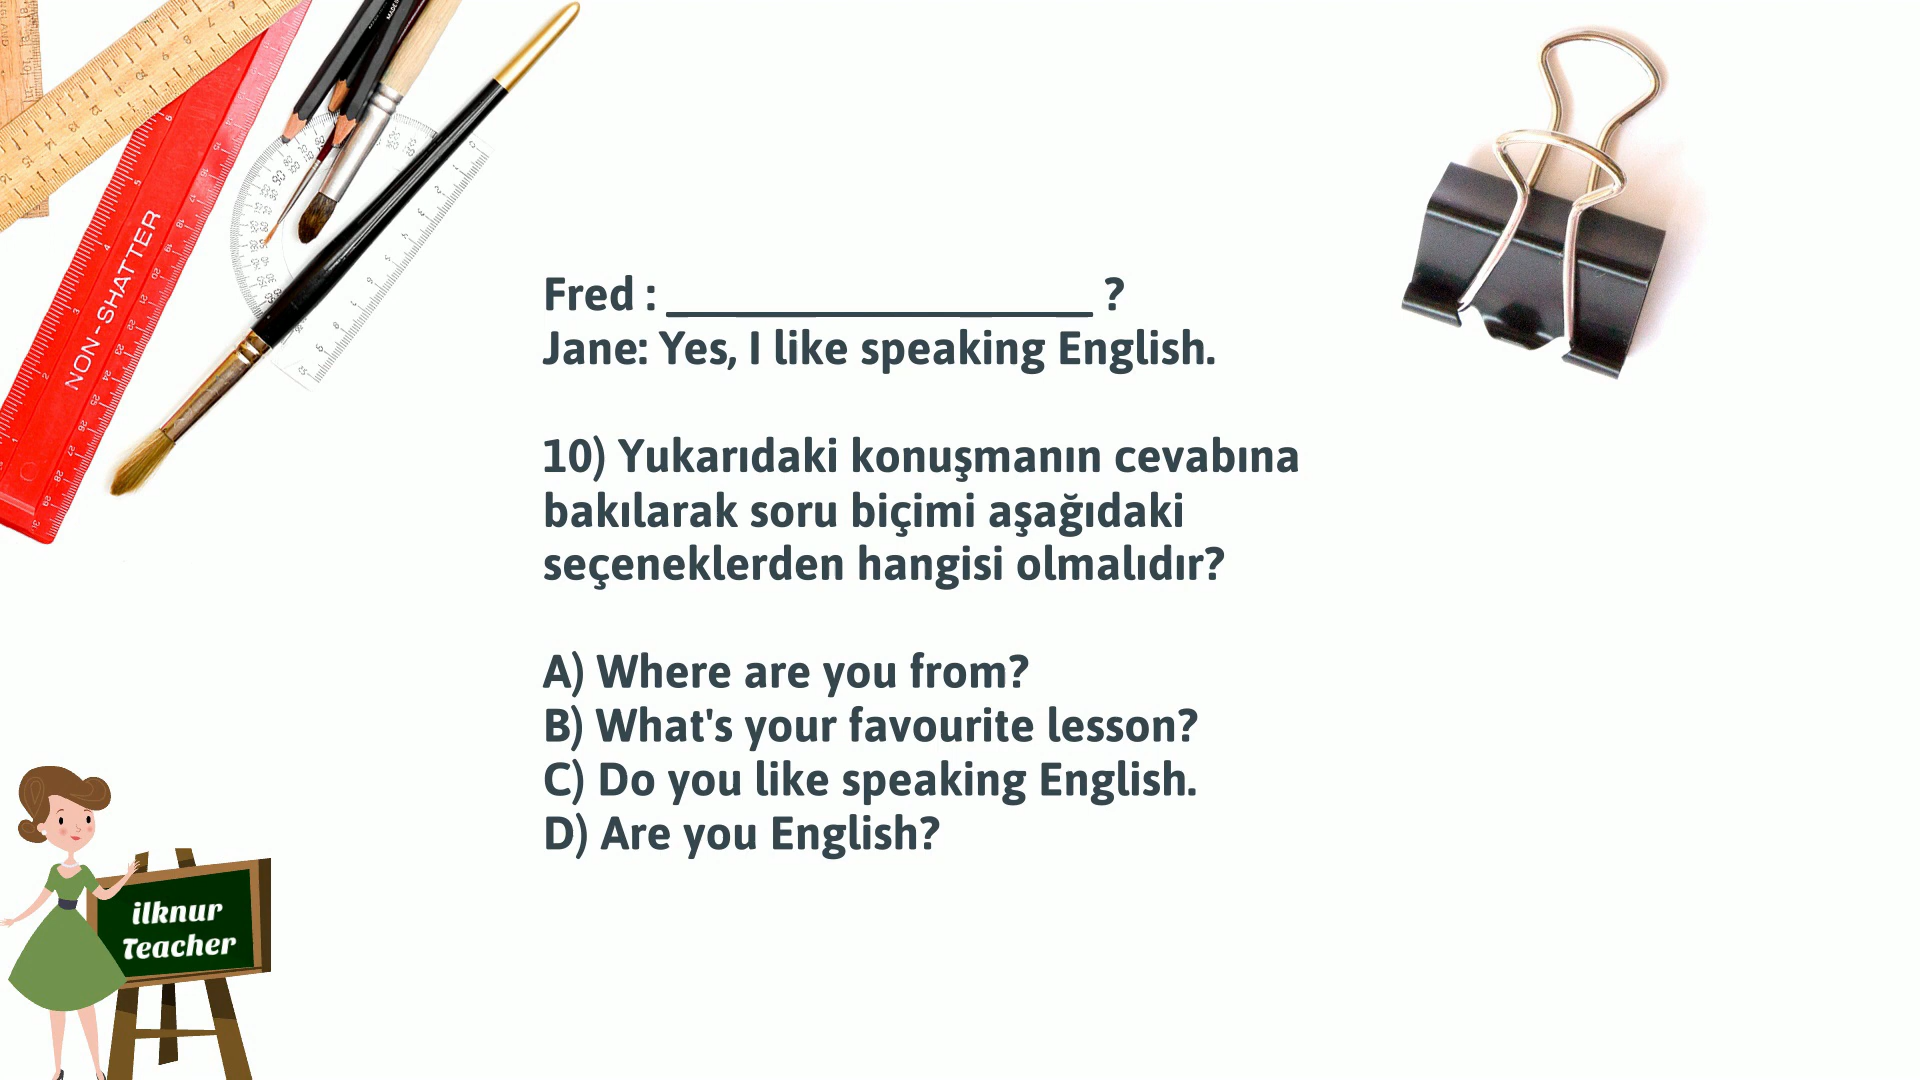 NON-SHATTER
Fred : ____________________ ?
Jane: Yes, I like speaking English.
10) Yukarıdaki konuşmanın cevabına
bakılarak soru biçimi aşağıdaki
seçeneklerden hangisi olmalıdır?
A) Where are you from?
B) What's your favourite lesson?
C) Do you like speaking English.
D) Are you English?
ilknur
Teacher